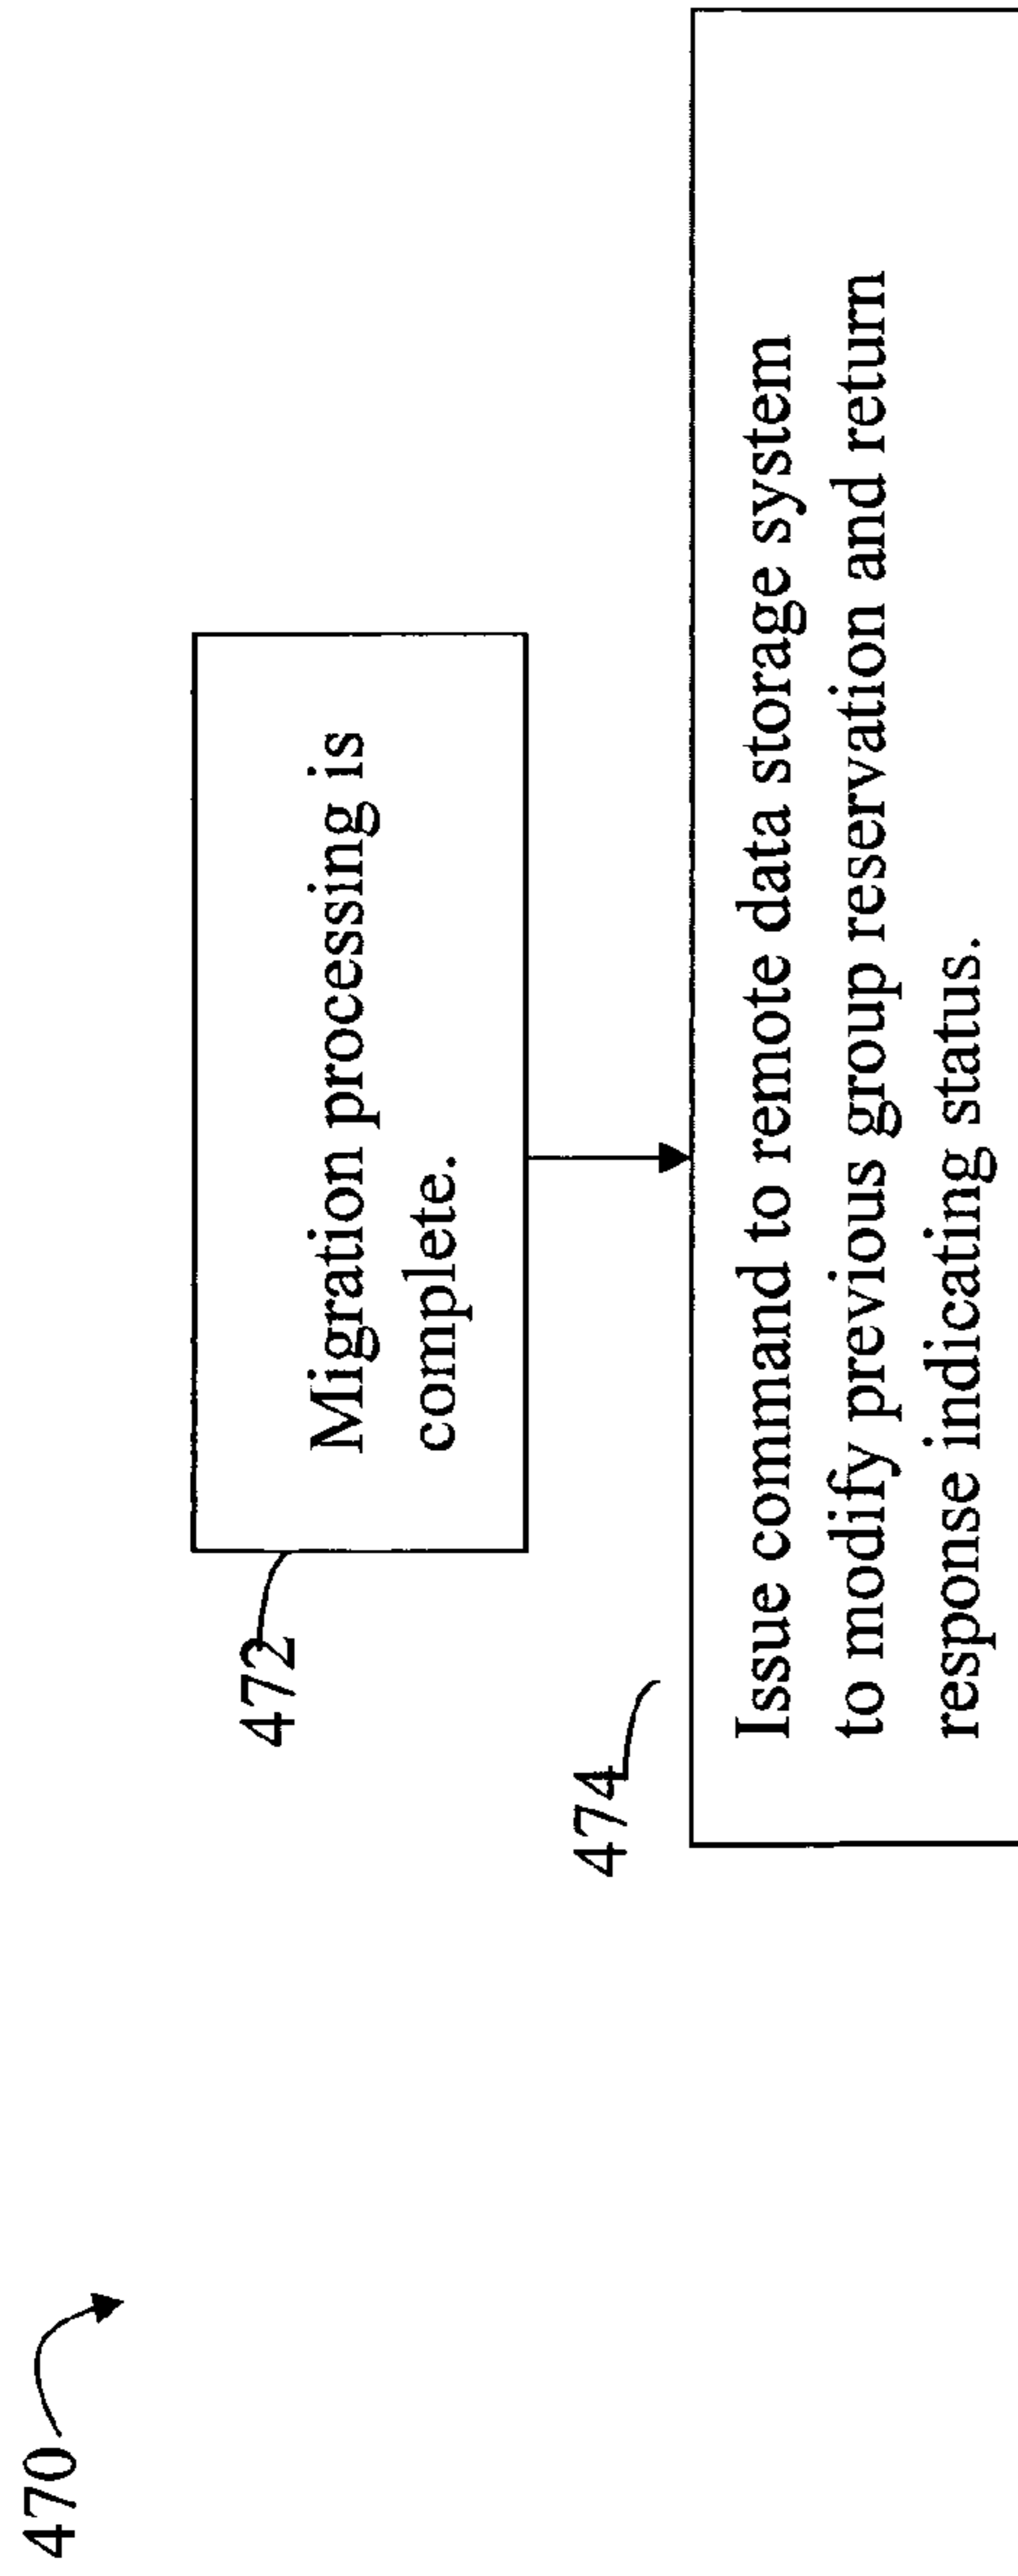 470
472
Migration processing is
complete.
474
Issue command to remote data storage system
to modify previous group reservation and return
response indicating status.